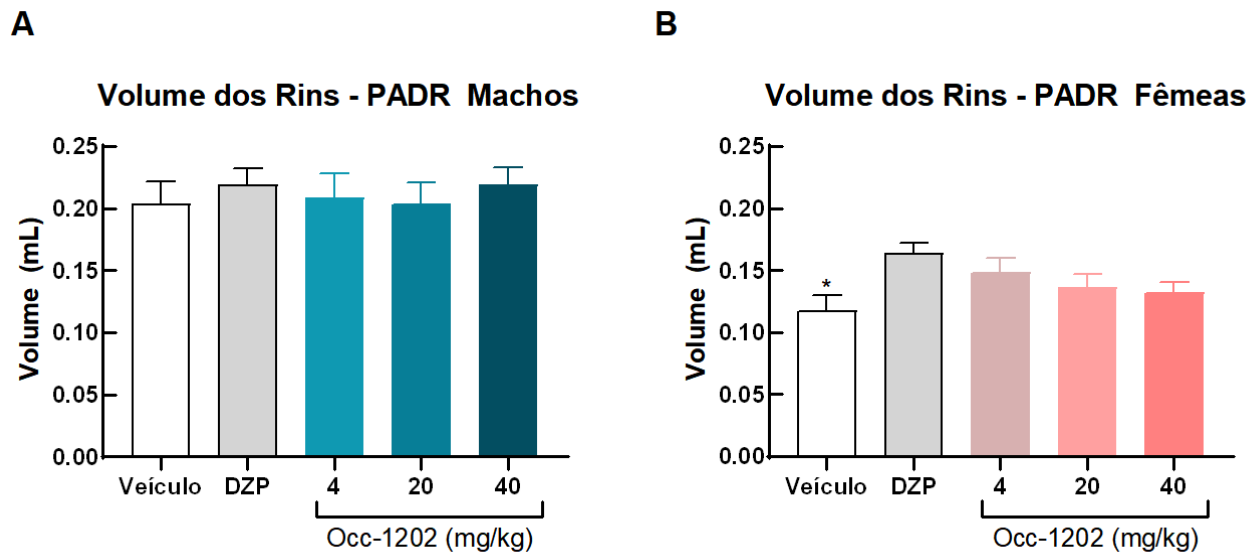 A
Volume dos Rins - PADR Machos
Volume (mL)
0.25
0.20
0.15
0.10
0.05
0.00
Veículo DZP 4 20 40
Occ-1202 (mg/kg)
B
Volume dos Rins - PADR Fêmeas
Volume (mL)
0.25
0.20
0.15
0.10
0.05
0.00
*
Veículo DZP 4 20 40
Occ-1202 (mg/kg)